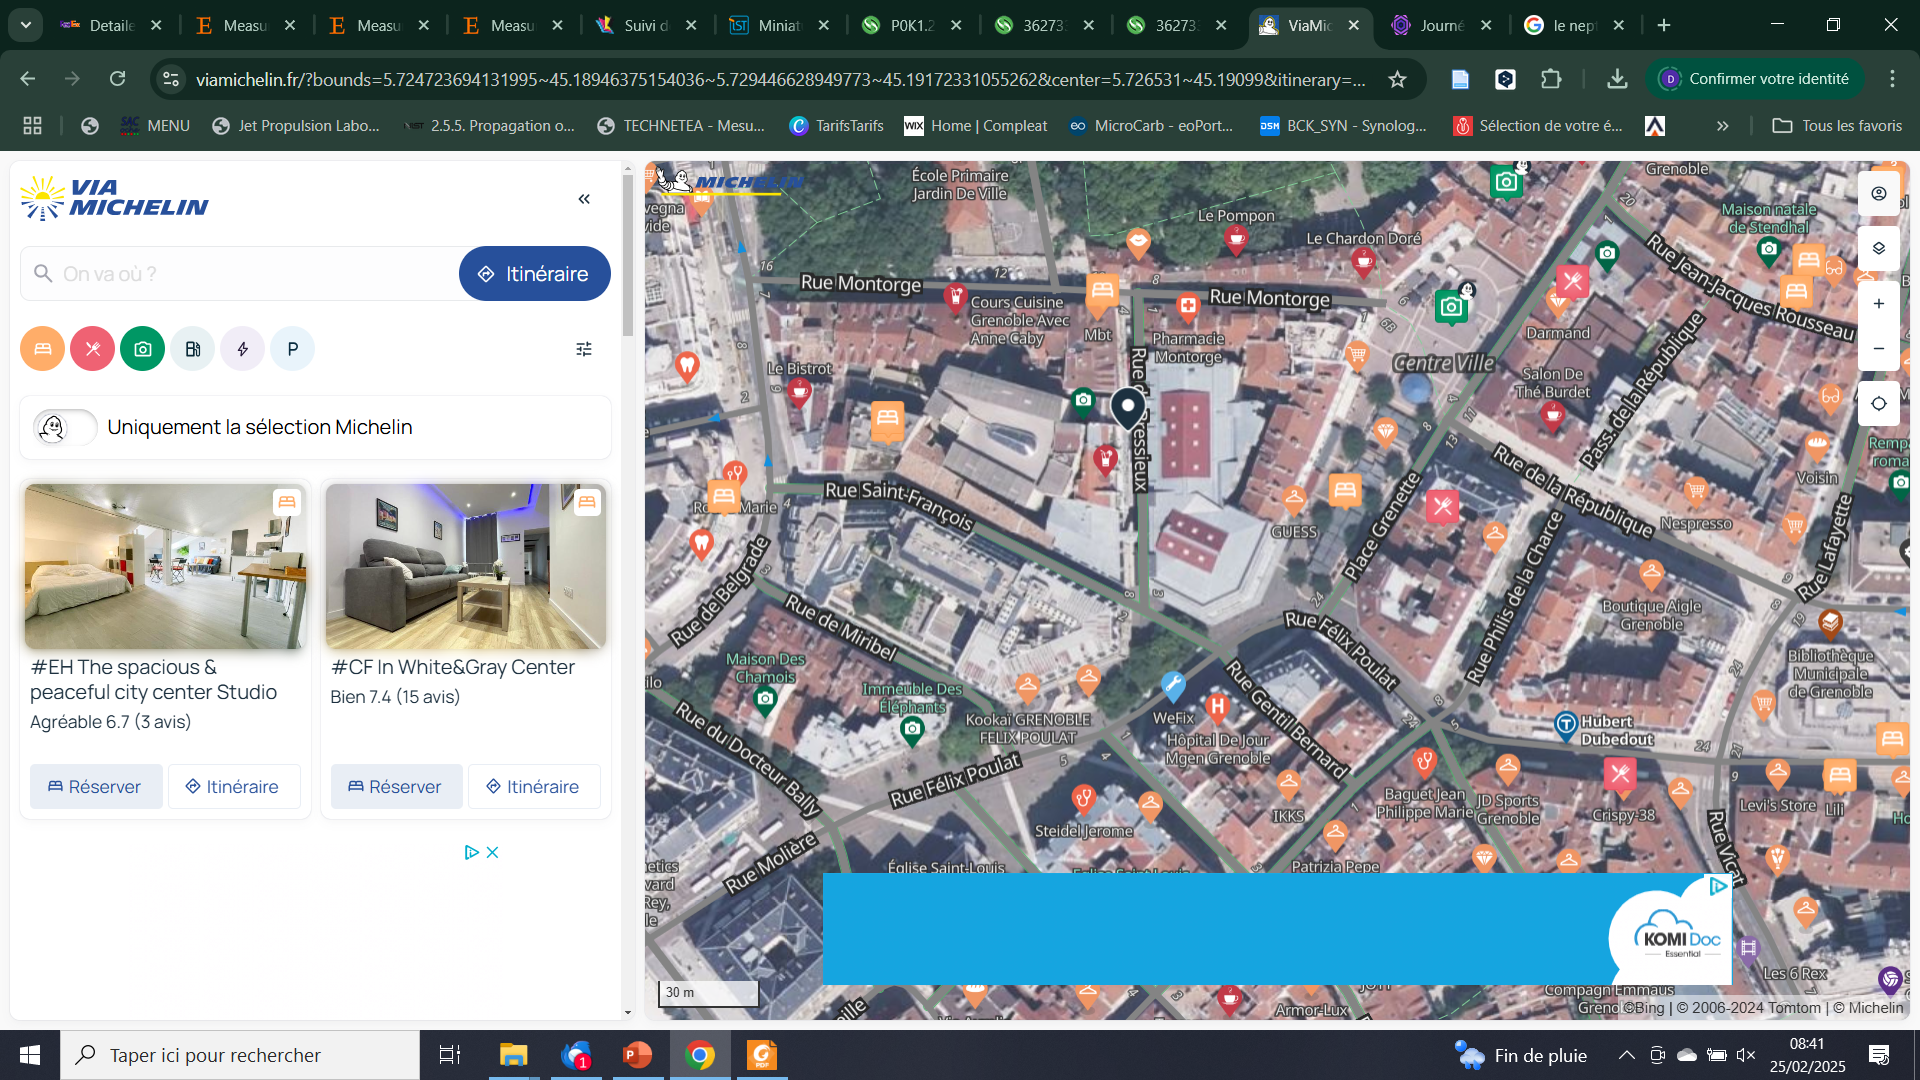 Detaile
Measu
Measu
Measu
Suivi d
Miniat
P0K1.2
36273
36273
ViaMic
Journé
le nept
viamichelin.fr/?bounds=5.724723694131995~45.18946375154036~5.729446628949773~45.19172331055262&center=5.726531~45.19099&itinerary=...
Confirmer votre identité
MENU
Jet Propulsion Labo...
2.5.5. Propagation o...
TECHNETEA - Mesu...
TarifsTarifs
Home | Compleat
MicroCarb - eoPort...
BCK_SYN - Synolog...
Sélection de votre é...
Tous les favoris
VIA
MICHELIN
On va où ?
Itinéraire
P
Uniquement la sélection Michelin
#EH The spacious &
peaceful city center Studio
Agréable 6.7 (3 avis)
Réserver
Itinéraire
#CF In White&Gray Center
Bien 7.4 (15 avis)
Réserver
Itinéraire
MICHELIN
École Primaire
Jardin De Ville
Grenoble
Le Pompon
Le Chardon Doré
Maison natale
de Stendhal
Rue Montorge
Rue Montorge
Rue Jean-Jacques Rousseau
Cours Cuisine
Grenoble Avec
Anne Caby
Mbt
Pharmacie
Montorge
Darmand
Centre Ville
Le Bistrot
Salon De
Thé Burdet
Pass. de la République
Rue Saint-François
Rue de la République
Voisin
GUESS
Place Grenette
Nespresso
Rue Lafayette
Rue de Belgrade
Rue de Miribel
Rue Félix Poulat
Rue Philis de la Charce
Boutique Aigle
Grenoble
Bibliothèque
Municipale
de Grenoble
Maison Des
Chamois
Immeuble Des
Éléphants
Kookaï GRENOBLE
FELIX POULAT
WeFix
Hôpital De Jour
Mgen Grenoble
Rue Gentil Bernard
Hubert
Dubedout
Rue du Docteur Bally
Rue Félix Poulat
Steidel Jerome
IKKS
Baguet Jean
Philippe Marie
JD Sports
Grenoble
Crispy-38
Levi's Store
Lili
Rue Molière
Église Saint-Louis
Patrizia Pepe
Rue Vicat
KOMI Doc
Essential
Les 6 Rex
30 m
Armor-Lux
Compagn Emmaus
©Bing | © 2006-2024 Tomtom | © Michelin
Taper ici pour rechercher
1
Fin de pluie
08:41
25/02/2025